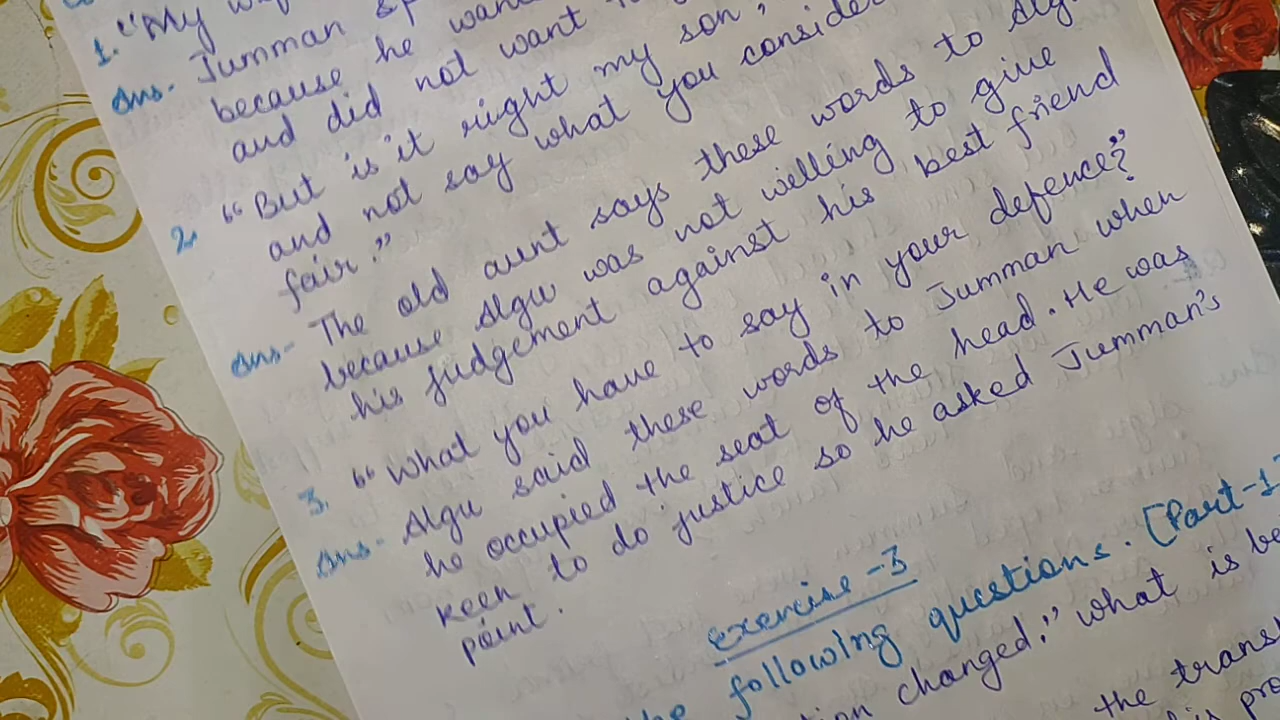 1. "My
Ans. Jumman
because he
and did not want
2. "But is it right my son,
and not say what you consider
fair."
Ans- The old aunt says these words to Algu
because Algu was not welling to give
his judgement against his best friend
3. "What you have to say in your defence?"
Ans- Algu said these words to Jumman when
he occupied the seat of the head. He was
keen to do justice so he asked Jumman's
point.
exercise -3
following questions. [Part-1
changed." what is
the